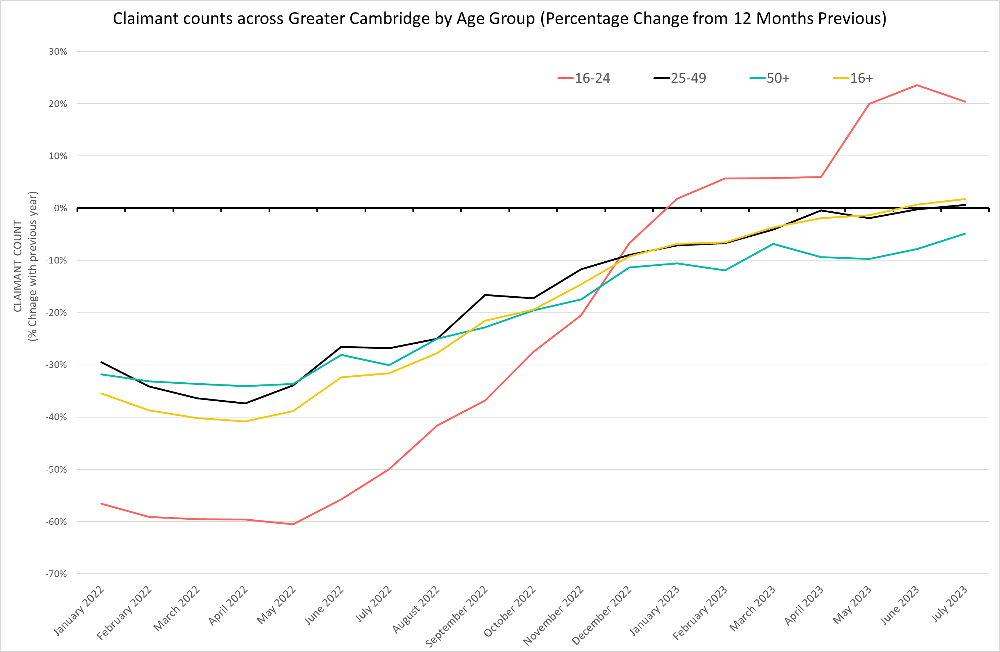 Claimant counts across Greater Cambridge by Age Group (Percentage Change from 12 Months Previous)
30%
16-24 25-49 50+ 16+
20%
10%
0%
-10%
-20%
-30%
-40%
-50%
-60%
-70%
CLAIMANT COUNT
(% Chnage with previous year)
January 2022
February 2022
March 2022
April 2022
May 2022
June 2022
July 2022
August 2022
September 2022
October 2022
November 2022
December 2022
January 2023
February 2023
March 2023
April 2023
May 2023
June 2023
July 2023